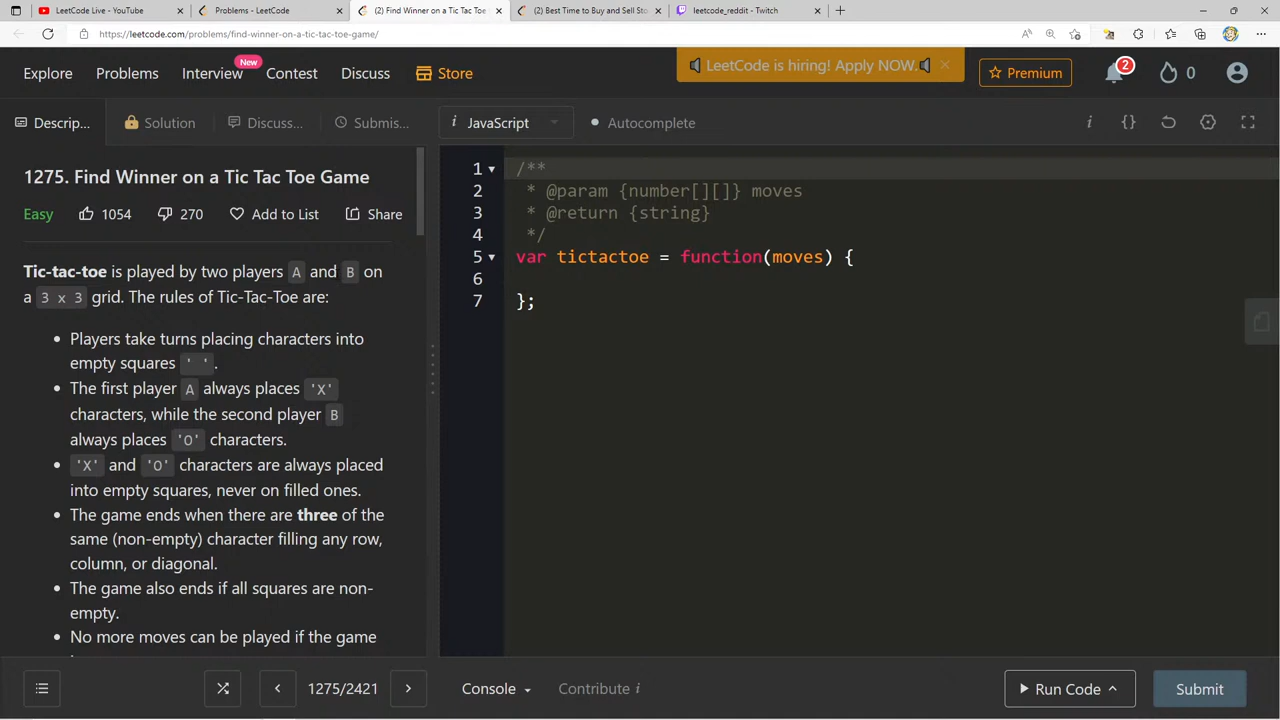 LeetCode Live - YouTube
Problems - LeetCode
(2) Find Winner on a Tic Tac Toe
(2) Best Time to Buy and Sell Sto
leetcode_reddit - Twitch
https://leetcode.com/problems/find-winner-on-a-tic-tac-toe-game/
Explore
Problems
Interview
New
Contest
Discuss
Store
LeetCode is hiring! Apply NOW.
Premium
2
0
Descrip...
Solution
Discuss...
Submis...
i JavaScript
Autocomplete
1275. Find Winner on a Tic Tac Toe Game
Easy 1054 270 Add to List Share
Tic-tac-toe is played by two players A and B on
a 3 x 3 grid. The rules of Tic-Tac-Toe are:
• Players take turns placing characters into
empty squares ' '.
• The first player A always places 'X'
characters, while the second player B
always places 'O' characters.
• 'X' and 'O' characters are always placed
into empty squares, never on filled ones.
• The game ends when there are three of the
same (non-empty) character filling any row,
column, or diagonal.
• The game also ends if all squares are non-
empty.
• No more moves can be played if the game
1 /**
2 * @param {number[][]} moves
3 * @return {string}
4 */
5 var tictactoe = function(moves) {
6
7 };
1275/2421
Console
Contribute i
Run Code
Submit